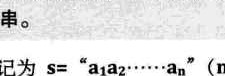 串。
记为 s= “a₁a₂……aₙ” (n